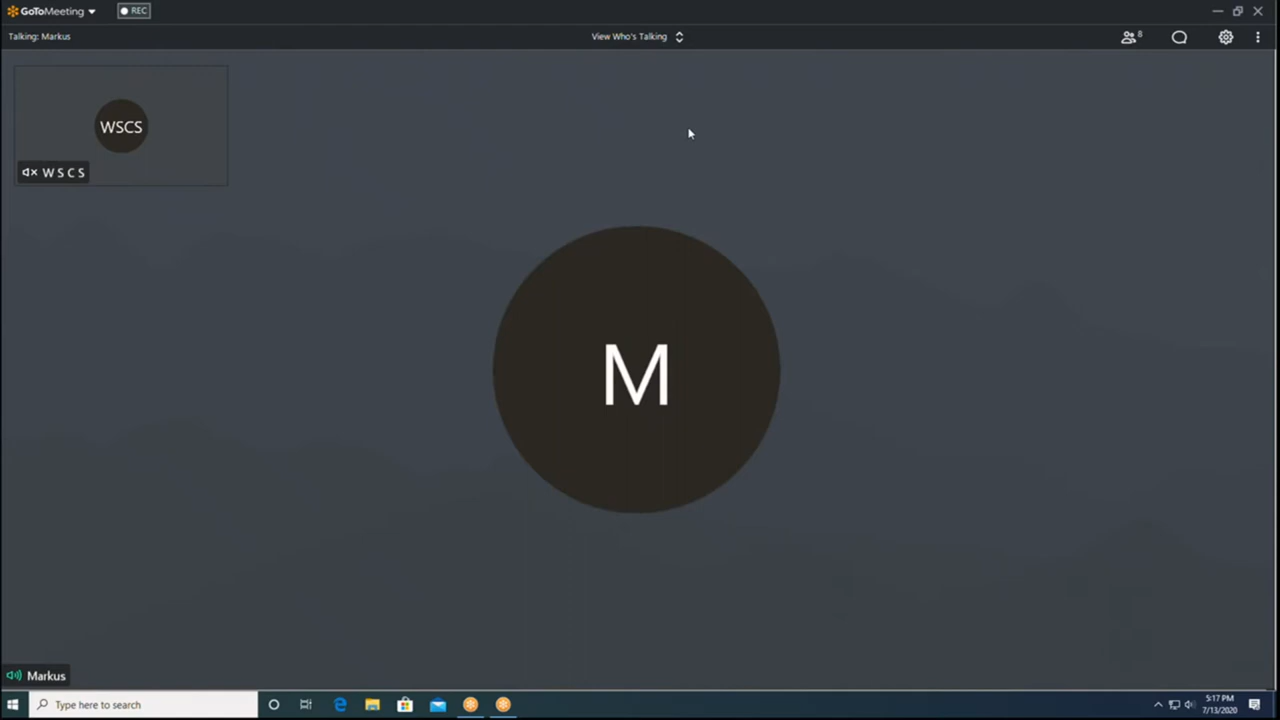 GoToMeeting
REC
Talking: Markus
View Who's Talking
8
WSCS
W S C S
M
Markus
Type here to search
5:17 PM
7/13/2020